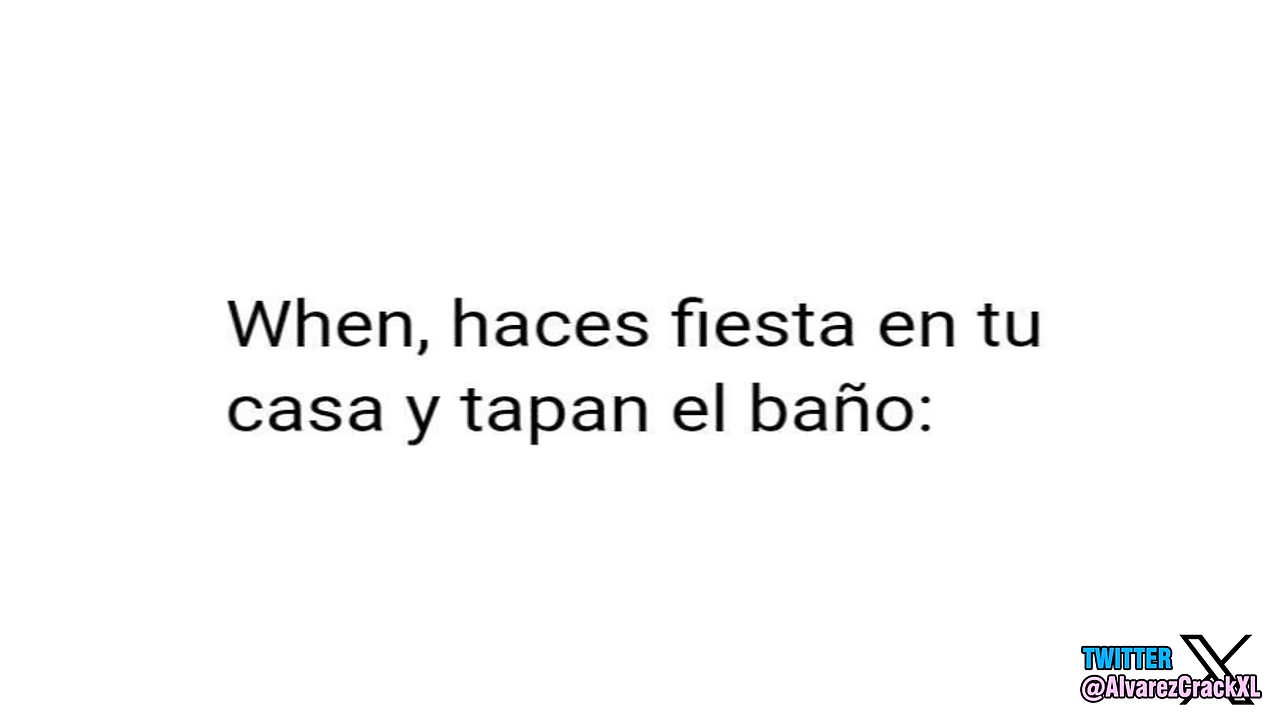 When, haces fiesta en tu
casa y tapan el baño:
TWITTER X
@AlvarezCrackXL